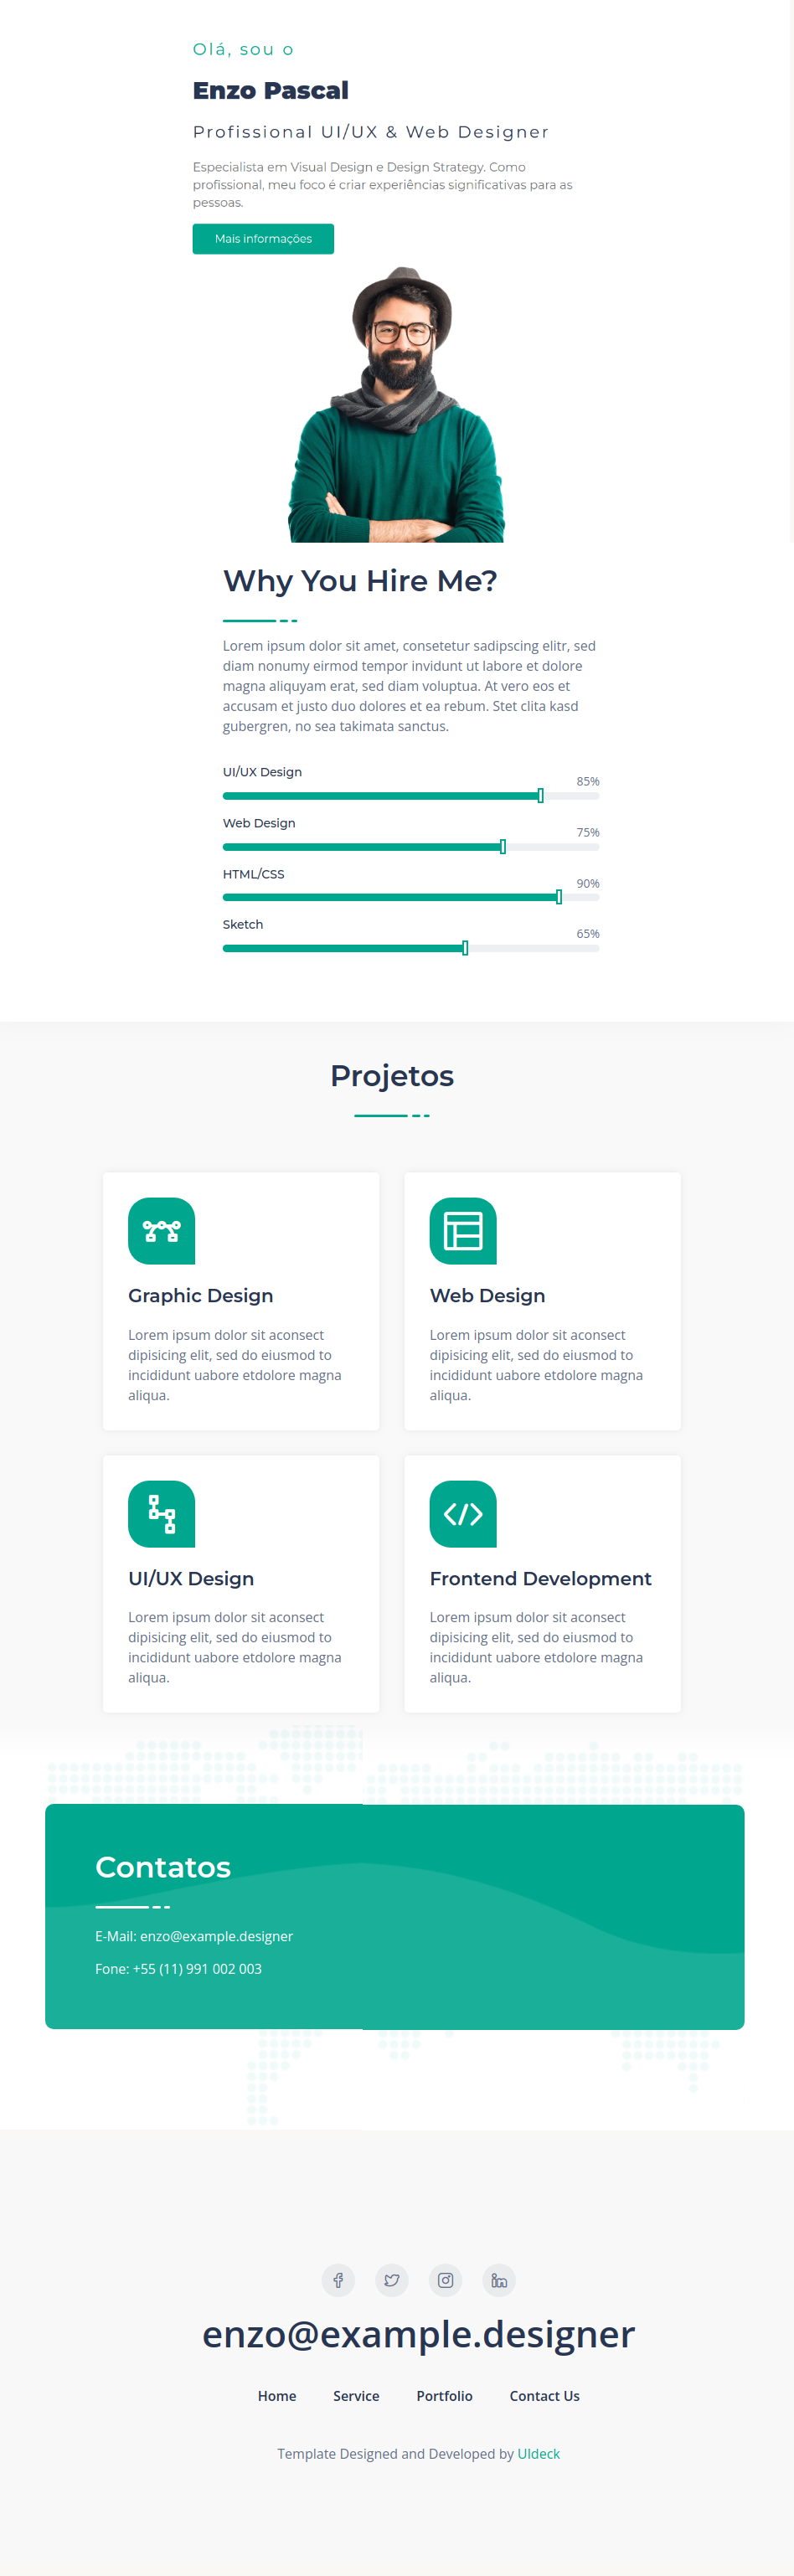 Olá, sou o
Enzo Pascal
Profissional UI/UX & Web Designer
Especialista em Visual Design e Design Strategy. Como
profissional, meu foco é criar experiências significativas para as
pessoas.
Mais informações
Why You Hire Me?
Lorem ipsum dolor sit amet, consetetur sadipscing elitr, sed
diam nonumy eirmod tempor invidunt ut labore et dolore
magna aliquyam erat, sed diam voluptua. At vero eos et
accusam et justo duo dolores et ea rebum. Stet clita kasd
gubergren, no sea takimata sanctus.
UI/UX Design
85%
Web Design
75%
HTML/CSS
90%
Sketch
65%
Projetos
Graphic Design
Lorem ipsum dolor sit aconsect
dipisicing elit, sed do eiusmod to
incididunt uabore etdolore magna
aliqua.
Web Design
Lorem ipsum dolor sit aconsect
dipisicing elit, sed do eiusmod to
incididunt uabore etdolore magna
aliqua.
UI/UX Design
Lorem ipsum dolor sit aconsect
dipisicing elit, sed do eiusmod to
incididunt uabore etdolore magna
aliqua.
Frontend Development
Lorem ipsum dolor sit aconsect
dipisicing elit, sed do eiusmod to
incididunt uabore etdolore magna
aliqua.
Contatos
E-Mail: enzo@example.designer
Fone: +55 (11) 991 002 003
enzo@example.designer
Home Service Portfolio Contact Us
Template Designed and Developed by UIdeck